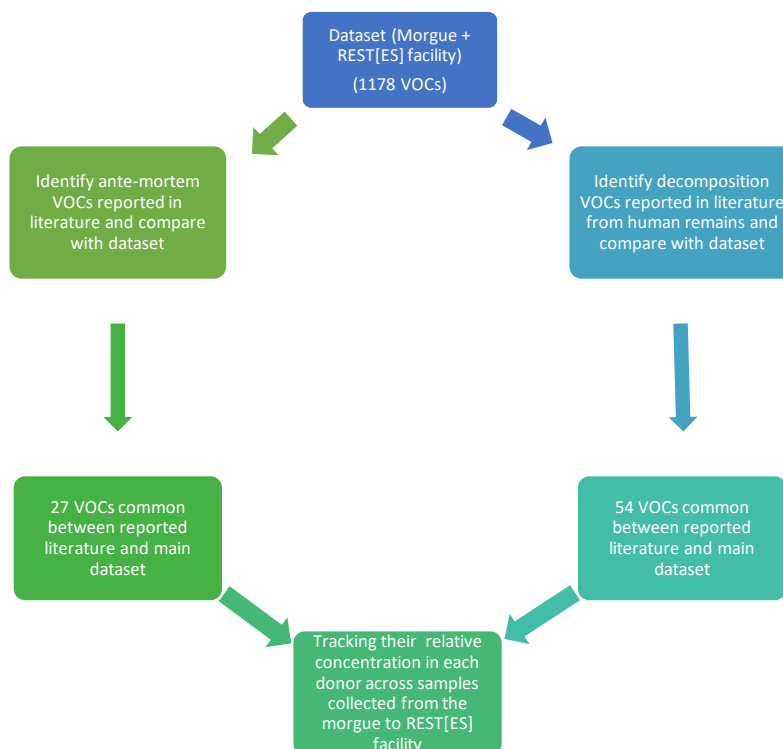 Dataset (Morgue +
REST[ES] facility)
(1178 VOCs)
Identify ante-mortem
VOCs reported in
literature and compare
with dataset
Identify decomposition
VOCs reported in literature
from human remains and
compare with dataset
27 VOCs common
between reported
literature and main
dataset
54 VOCs common
between reported
literature and main
dataset
Tracking their relative
concentration in each
donor across samples
collected from the
morgue to REST[ES]
facility